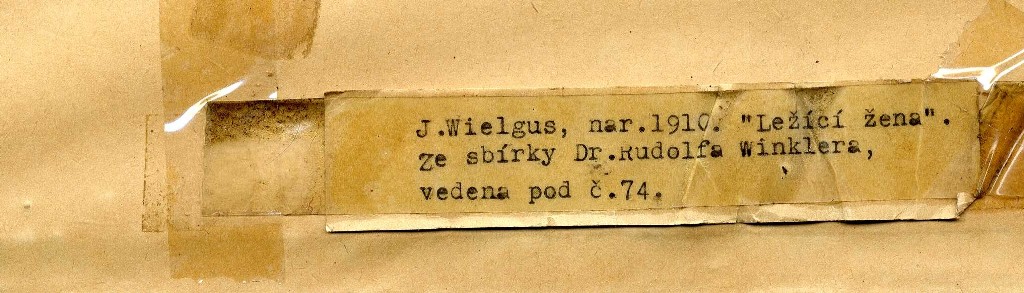 J.Wielgus, nar.1910. "Ležící žena".
Ze sbírky Dr.Rudolfa Winklera,
vedena pod č.74.